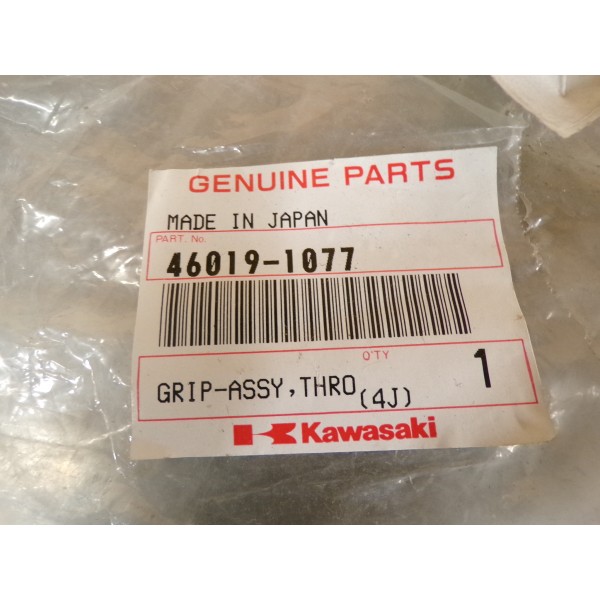 GENUINE PARTS
MADE IN JAPAN
PART. No.
46019-1077
Q'TY
GRIP-ASSY,THRO(4J) 1
Kawasaki